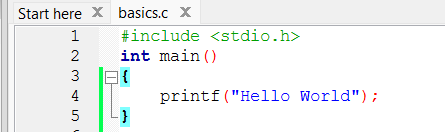 Start here X basics.c X
1 #include <stdio.h>
2 int main()
3 {
4     printf("Hello World");
5 }